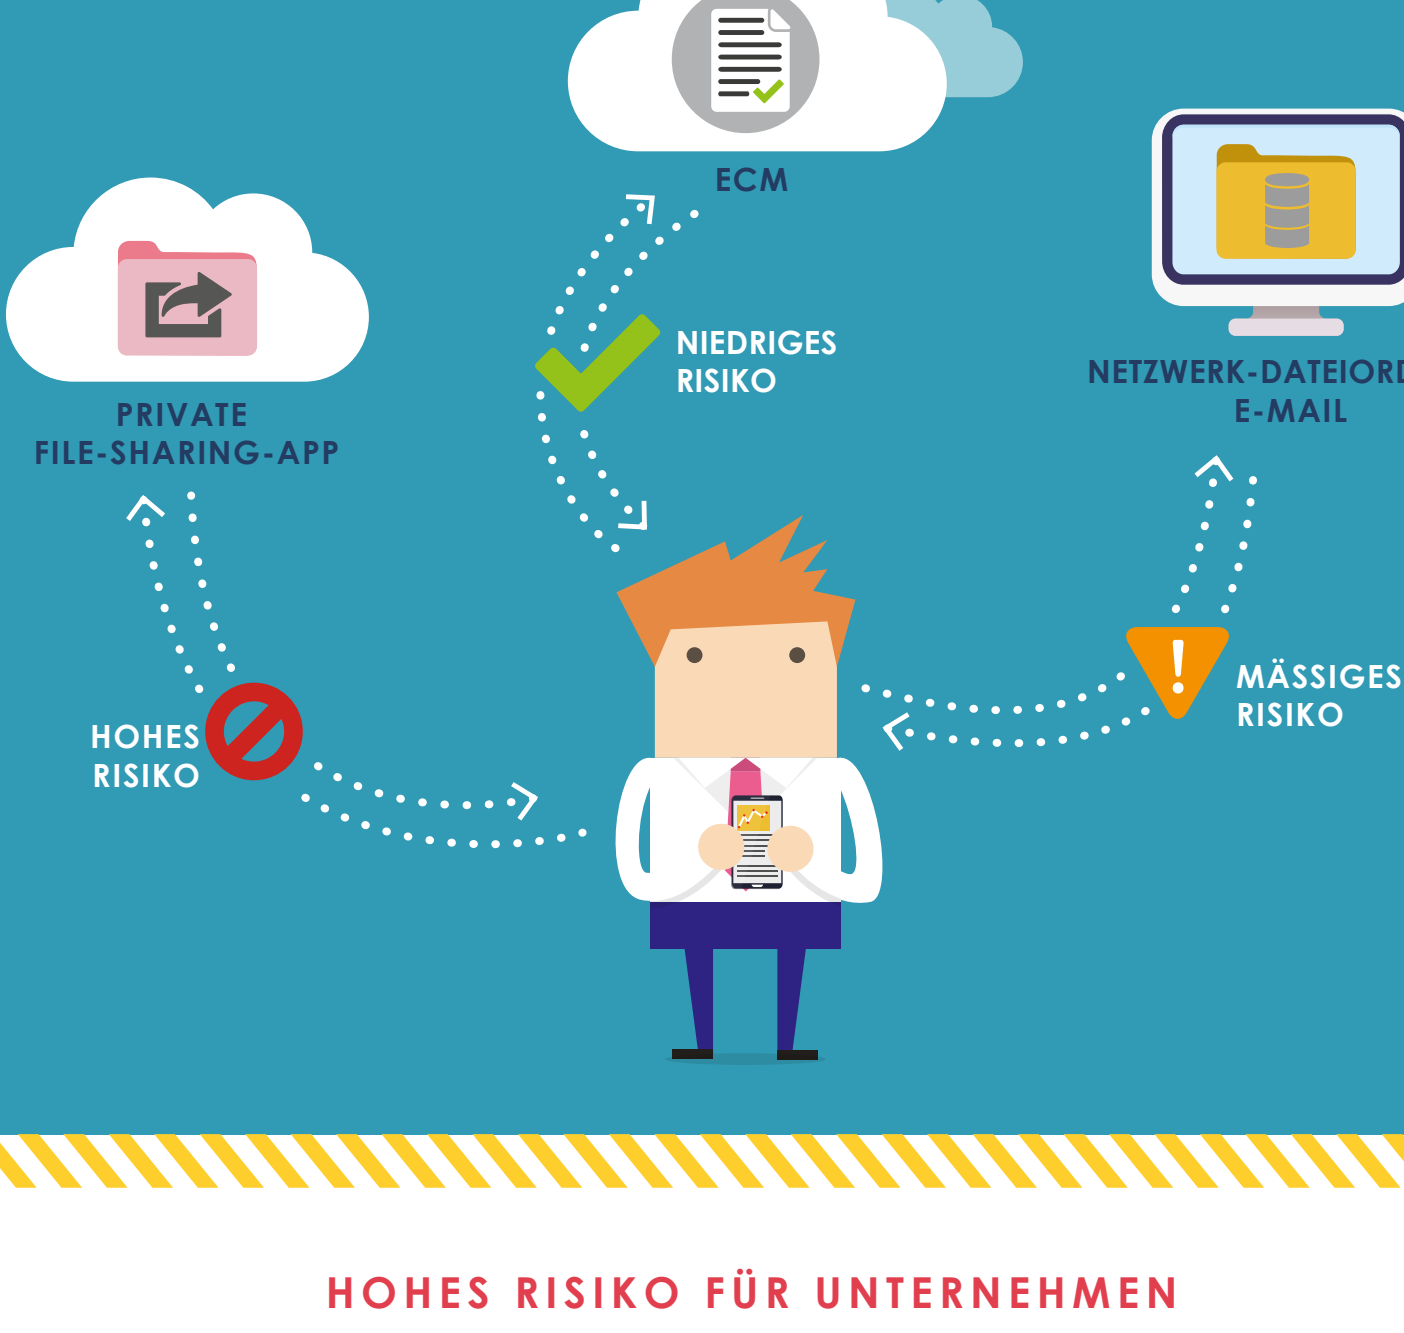 ECM
NIEDRIGES
RISIKO
PRIVATE
FILE-SHARING-APP
E-MAIL
HOHES
RISIKO
MÄSSIGES
RISIKO
HOHES RISIKO FÜR UNTERNEHMEN